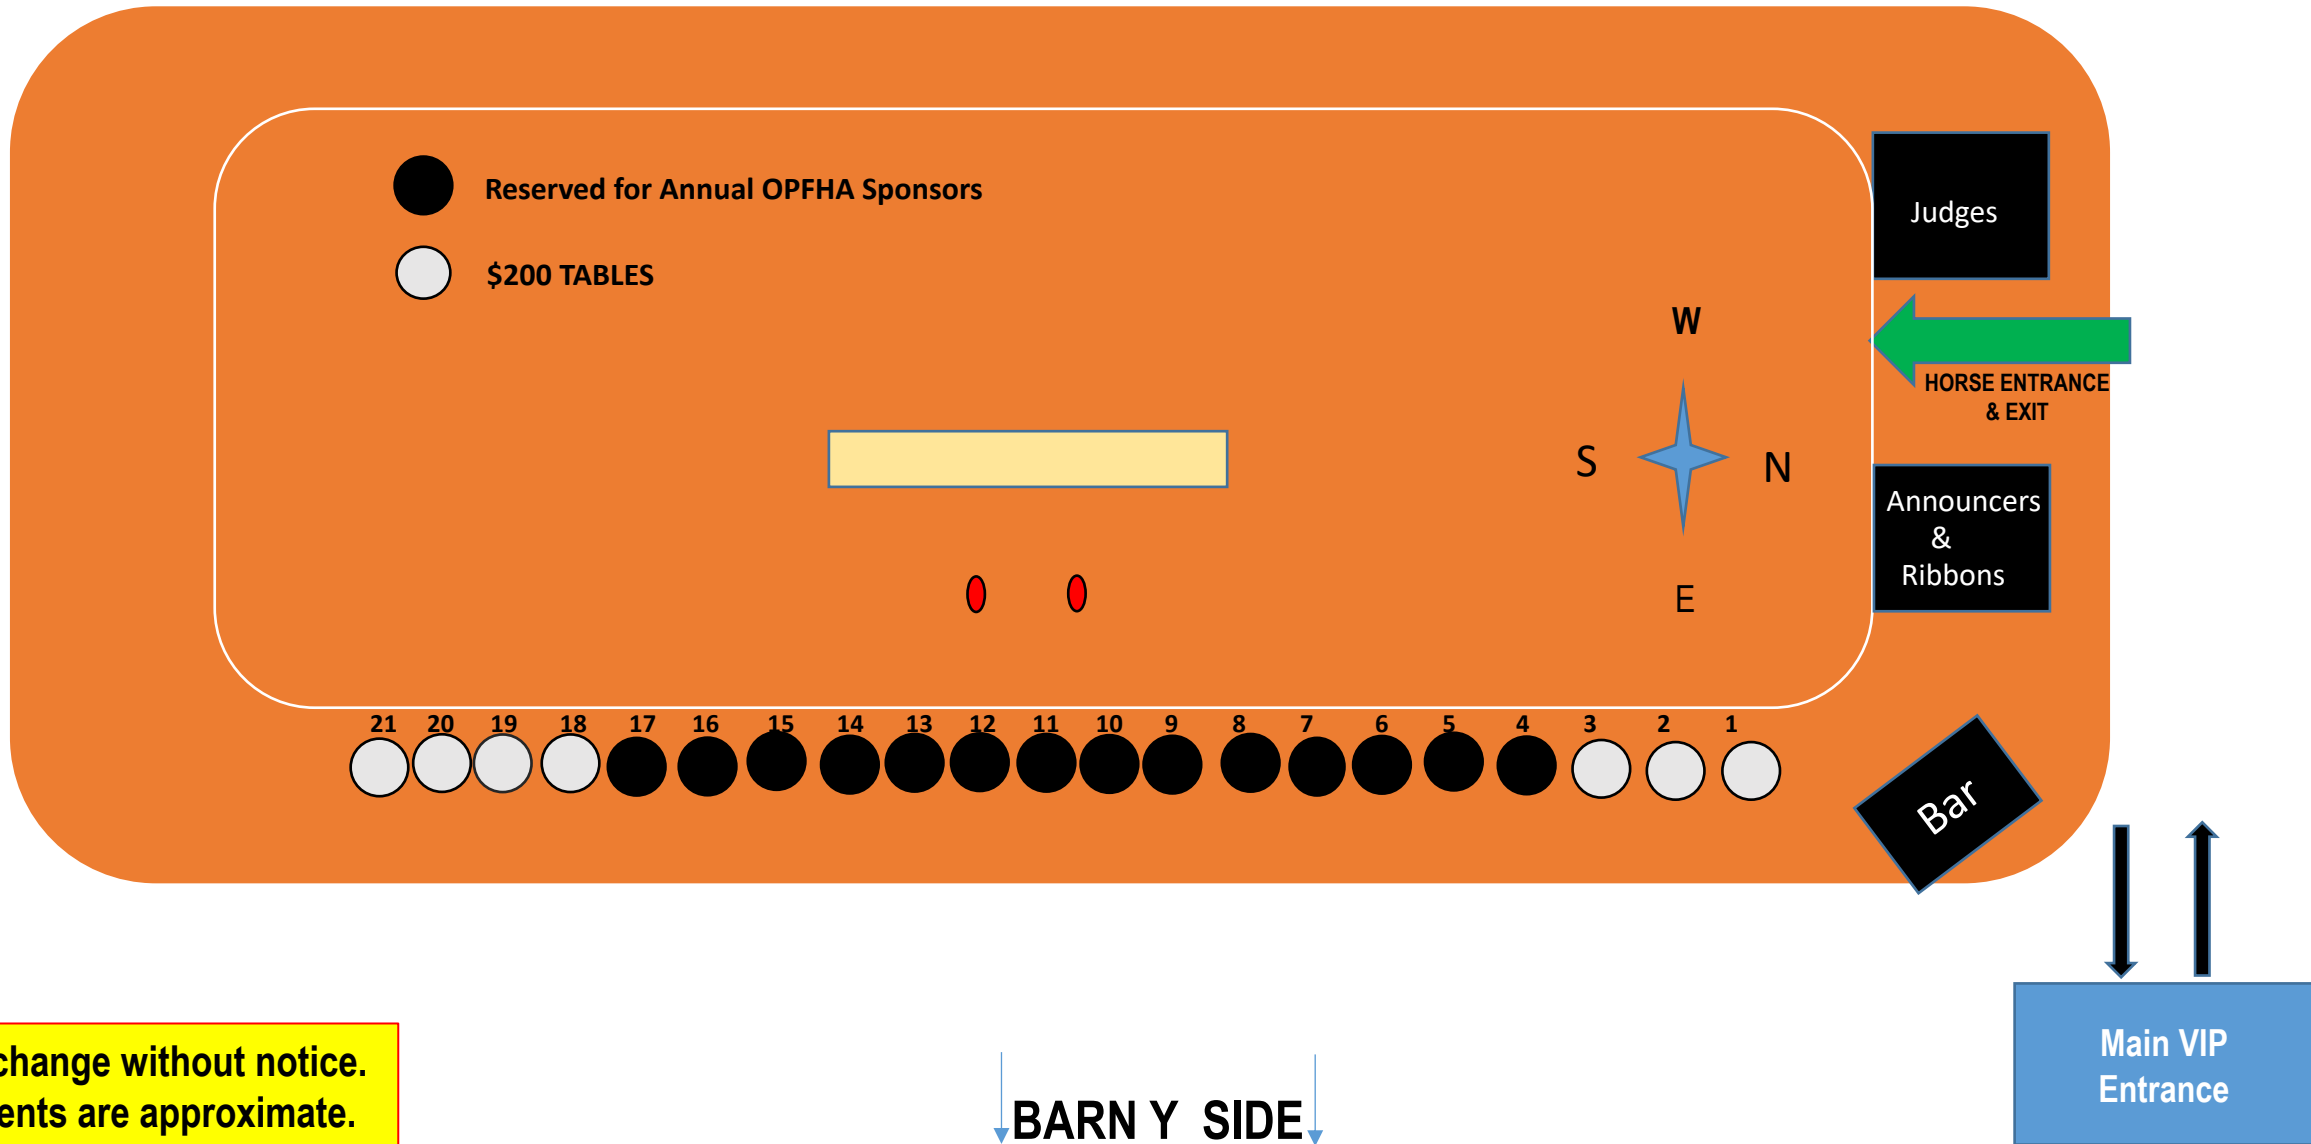 Reserved for Annual OPFHA Sponsors
$200 TABLES
Judges
W
HORSE ENTRANCE
& EXIT
S
N
Announcers
&
Ribbons
E
21 20 19 18 17 16 15 14 13 12 11 10 9 8 7 6 5 4 3 2 1
Bar
Main VIP
Entrance
change without notice.
ents are approximate.
BARN Y SIDE